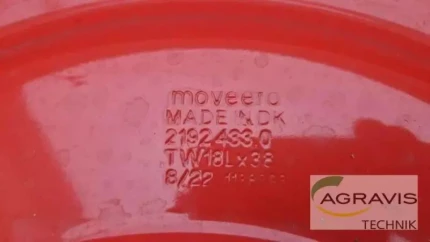 moveero
MADE IN DK
2192433.0
TW18Lx38
8/22
AGRAVIS
TECHNIK